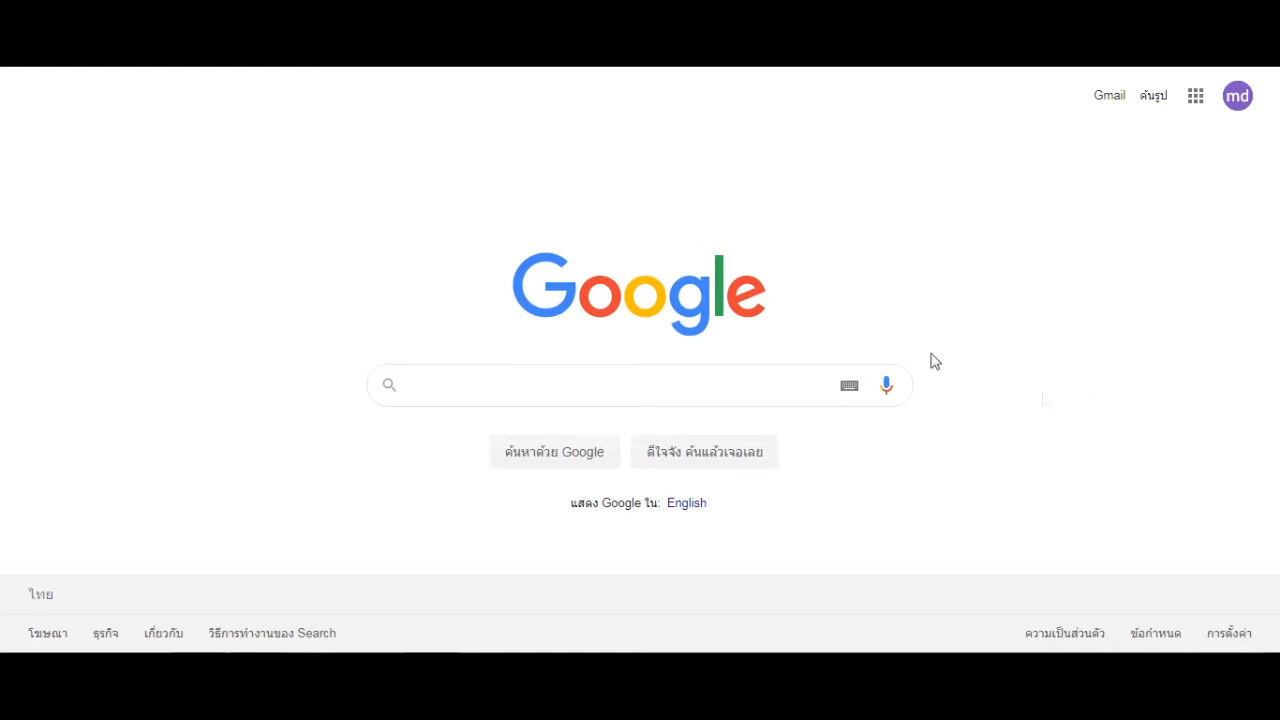 Gmail ค้นรูป md
Google
ค้นหาด้วย Google ดีใจจัง ค้นแล้วเจอเลย
แสดง Google ใน: English
ไทย
โฆษณา ธุรกิจ เกี่ยวกับ วิธีการทำงานของ Search ความเป็นส่วนตัว ข้อกำหนด การตั้งค่า